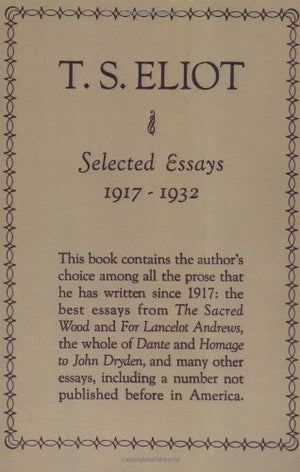 T. S. ELIOT
Selected Essays
1917 - 1932
This book contains the author's
choice among all the prose that
he has written since 1917: the
best essays from The Sacred
Wood and For Lancelot Andrews,
the whole of Dante and Homage
to John Dryden, and many other
essays, including a number not
published before in America.